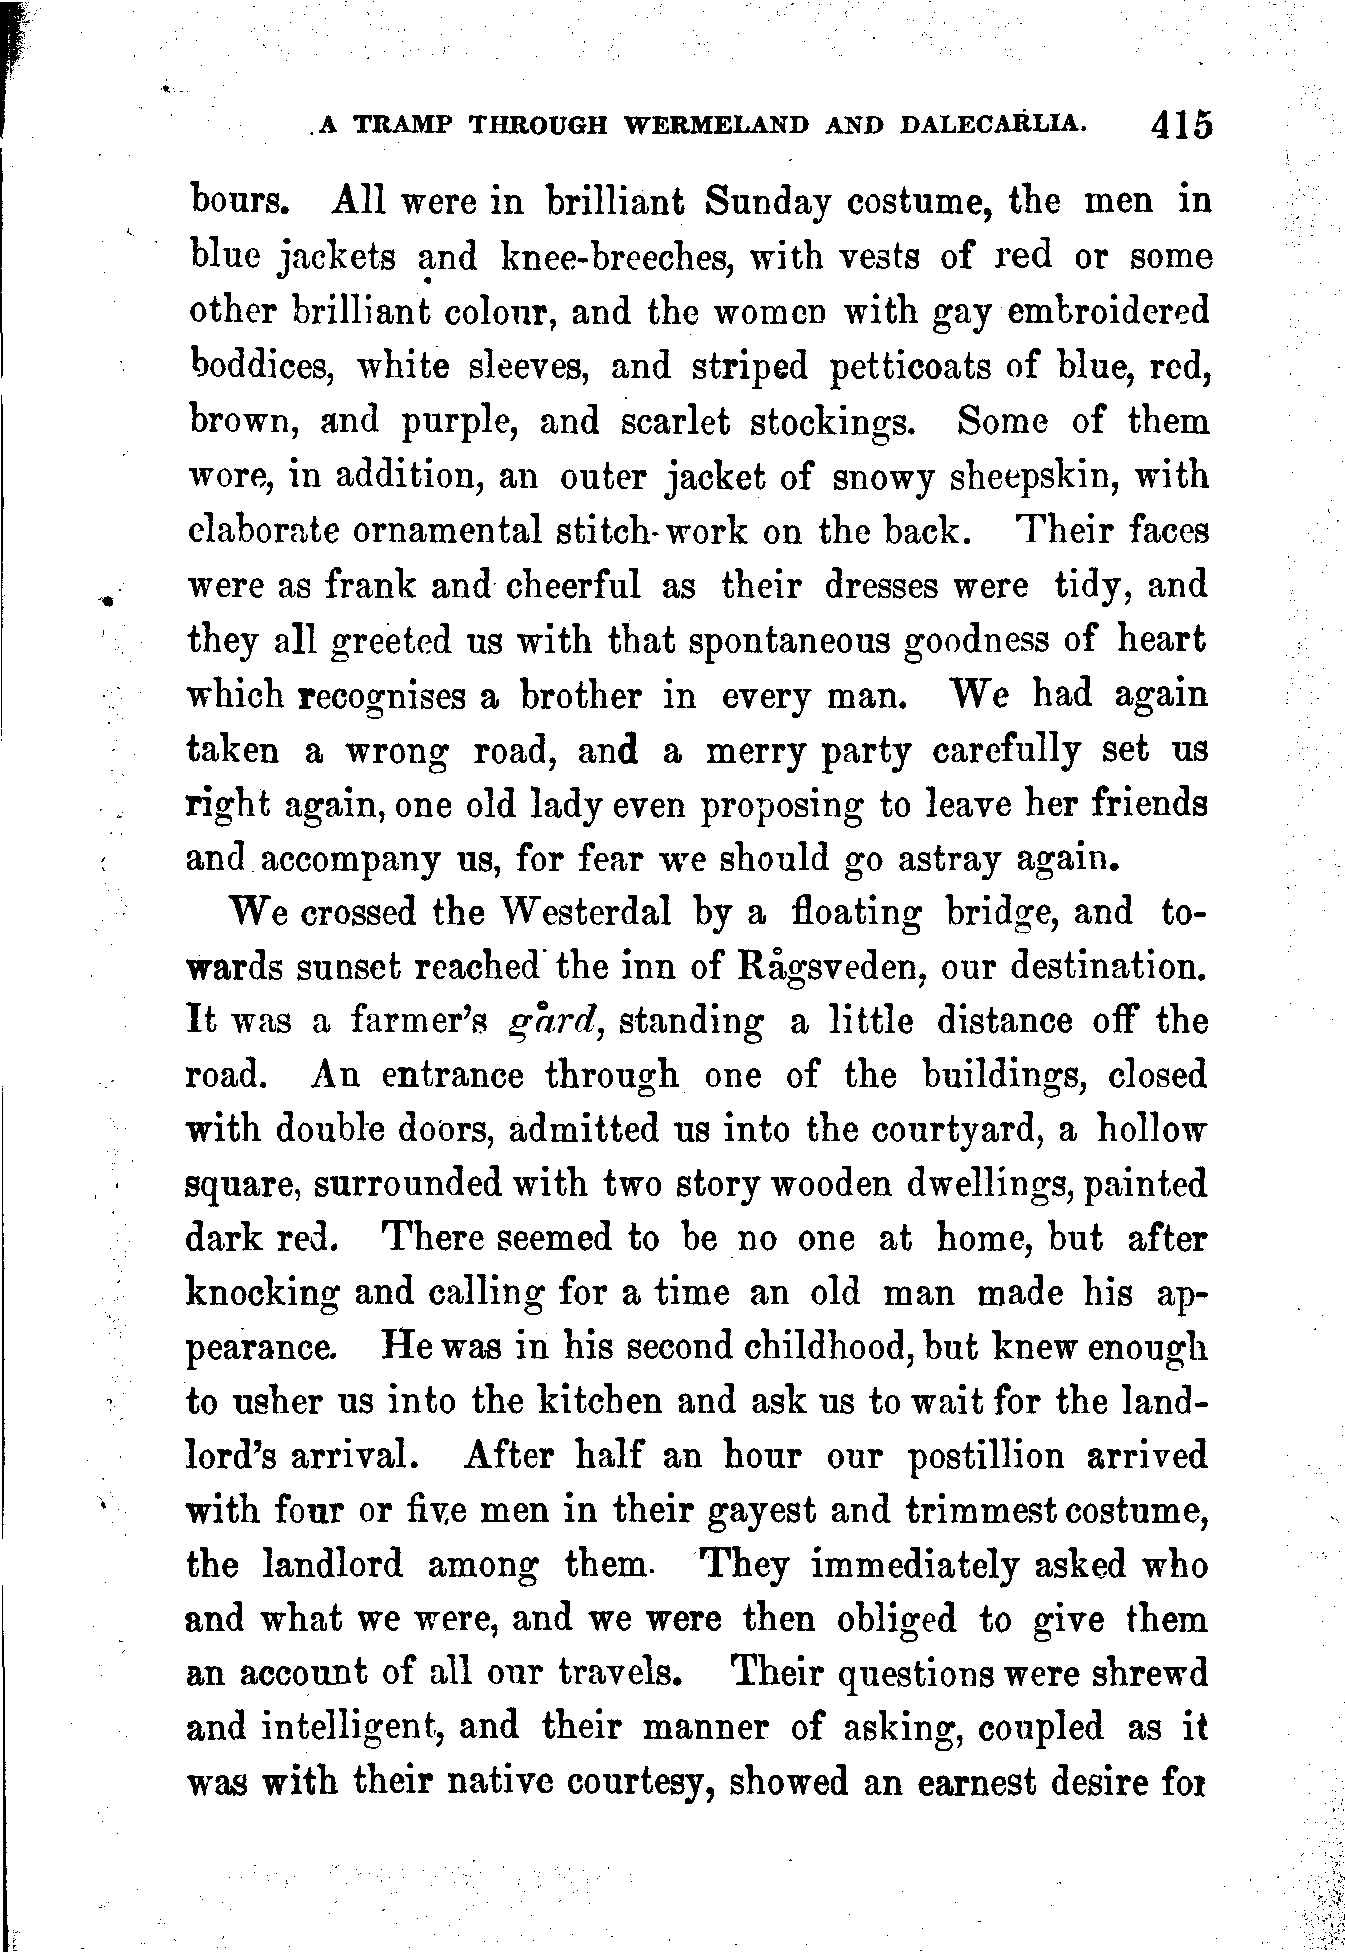 A TRAMP THROUGH WERMELAND AND DALECARLIA. 415
bours. All were in brilliant Sunday costume, the men in
blue jackets and knee-breeches, with vests of red or some
other brilliant colour, and the women with gay embroidered
boddices, white sleeves, and striped petticoats of blue, red,
brown, and purple, and scarlet stockings. Some of them
wore, in addition, an outer jacket of snowy sheepskin, with
elaborate ornamental stitch-work on the back. Their faces
were as frank and cheerful as their dresses were tidy, and
they all greeted us with that spontaneous goodness of heart
which recognises a brother in every man. We had again
taken a wrong road, and a merry party carefully set us
right again, one old lady even proposing to leave her friends
and accompany us, for fear we should go astray again.
We crossed the Westerdal by a floating bridge, and to-
wards sunset reached the inn of Rågsveden, our destination.
It was a farmer's gård, standing a little distance off the
road. An entrance through one of the buildings, closed
with double doors, admitted us into the courtyard, a hollow
square, surrounded with two story wooden dwellings, painted
dark red. There seemed to be no one at home, but after
knocking and calling for a time an old man made his ap-
pearance. He was in his second childhood, but knew enough
to usher us into the kitchen and ask us to wait for the land-
lord's arrival. After half an hour our postillion arrived
with four or five men in their gayest and trimmest costume,
the landlord among them. They immediately asked who
and what we were, and we were then obliged to give them
an account of all our travels. Their questions were shrewd
and intelligent, and their manner of asking, coupled as it
was with their native courtesy, showed an earnest desire for